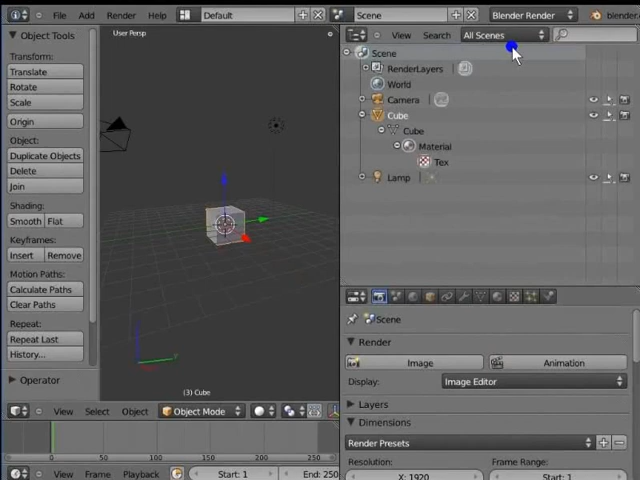 File Add Render Help Default Scene Blender Render blender
Object Tools
Transform:
Translate
Rotate
Scale
Origin
Object:
Duplicate Objects
Delete
Join
Shading:
Smooth Flat
Keyframes:
Insert Remove
Motion Paths:
Calculate Paths
Clear Paths
Repeat:
Repeat Last
History...
Operator
User Persp
(3) Cube
View Select Object Object Mode
0 50 100 150 200 250
View Frame Playback Start: 1 End: 250
View Search All Scenes
Scene
RenderLayers
World
Camera
Cube
Cube
Material
Tex
Lamp
Scene
Render
Image Animation
Display: Image Editor
Layers
Dimensions
Render Presets
Resolution: Frame Range:
X: 1920 Start: 1